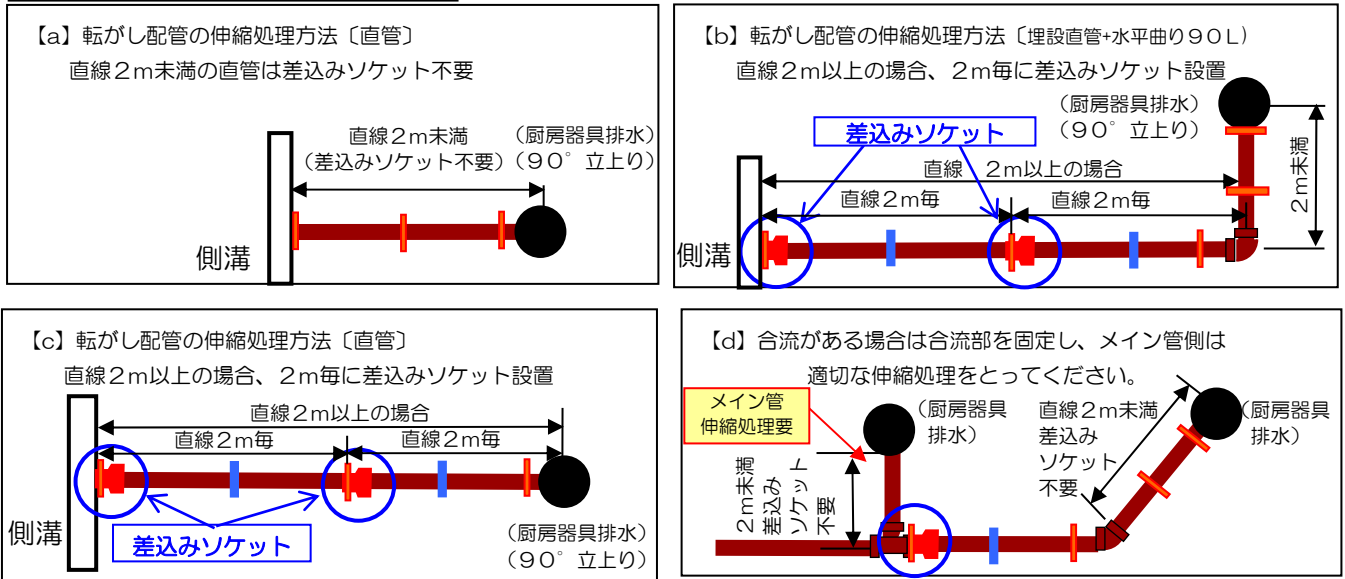 【a】転がし配管の伸縮処理方法〔直管〕
直線2m未満の直管は差込みソケット不要
直線2m未満
(差込みソケット不要)
(厨房器具排水)
(90°立上り)
側溝
【b】転がし配管の伸縮処理方法〔埋設直管+水平曲り90L)
直線2m以上の場合、2m毎に差込みソケット設置
(厨房器具排水)
(90°立上り)
差込みソケット
直線 2m以上の場合
直線2m毎
直線2m毎
2m未満
側溝
【c】転がし配管の伸縮処理方法〔直管〕
直線2m以上の場合、2m毎に差込みソケット設置
直線2m以上の場合
直線2m毎
直線2m毎
側溝
差込みソケット
(厨房器具排水)
(90°立上り)
【d】合流がある場合は合流部を固定し、メイン管側は
適切な伸縮処理をとってください。
メイン管
伸縮処理要
(厨房器具
排水)
2m未満
差込み
ソケット
不要
直線2m未満
差込み
ソケット
不要
(厨房器具
排水)